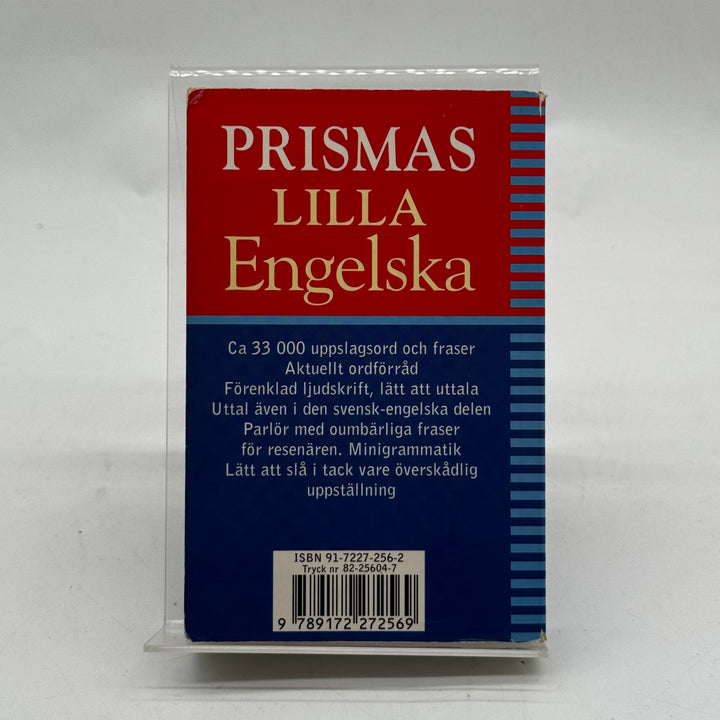 PRISMAS
LILLA
Engelska
Ca 33 000 uppslagsord och fraser
Aktuellt ordförråd
Förenklad ljudskrift, lätt att uttala
Uttal även i den svensk-engelska delen
Parlör med oumbärliga fraser
för resenären. Minigrammatik
Lätt att slå i tack vare överskådlig
uppställning
ISBN 91-7227-256-2
Tryck nr 82-25604-7
9 789172 272569